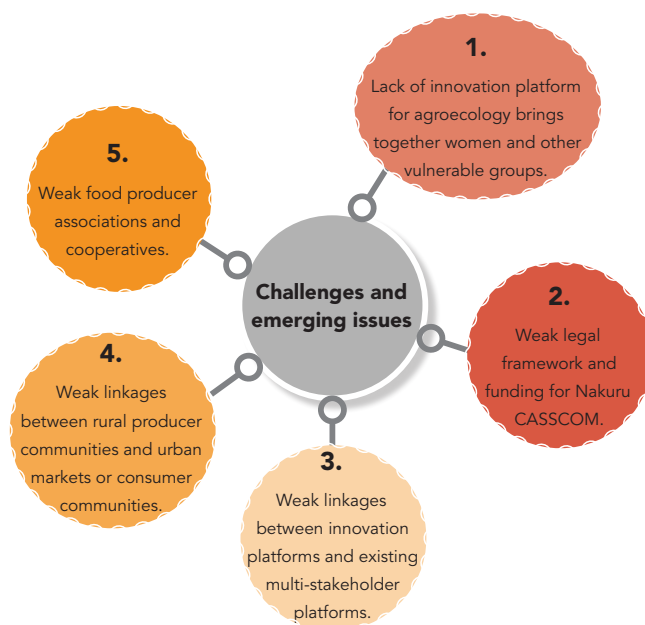 Challenges and
emerging issues
1.
Lack of innovation platform
for agroecology brings
together women and other
vulnerable groups.
2.
Weak legal
framework and
funding for Nakuru
CASSCOM.
3.
Weak linkages
between innovation
platforms and existing
multi-stakeholder
platforms.
4.
Weak linkages
between rural producer
communities and urban
markets or consumer
communities.
5.
Weak food producer
associations and
cooperatives.